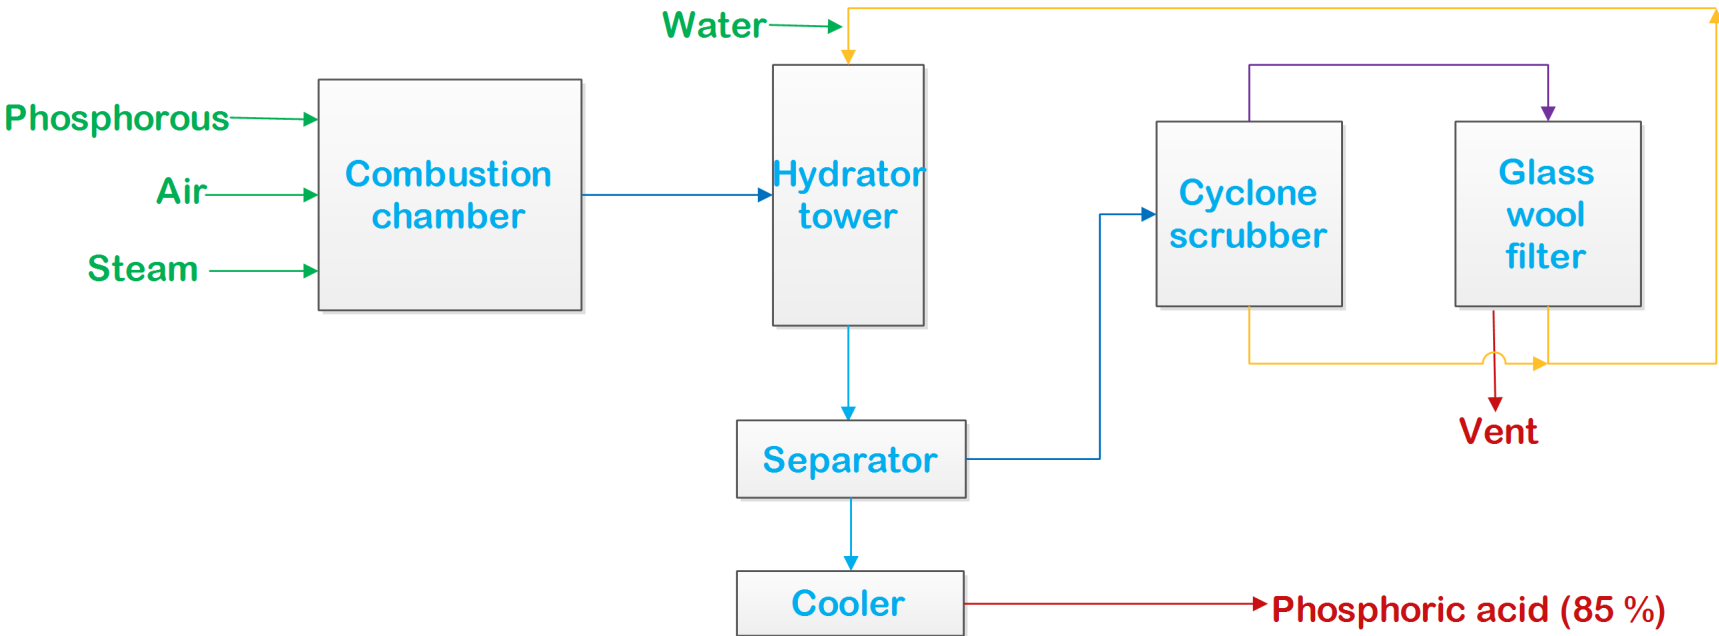 Water
Phosphorous
Air
Steam
Combustion
chamber
Hydrator
tower
Cyclone
scrubber
Glass
wool
filter
Vent
Separator
Cooler
Phosphoric acid (85 %)